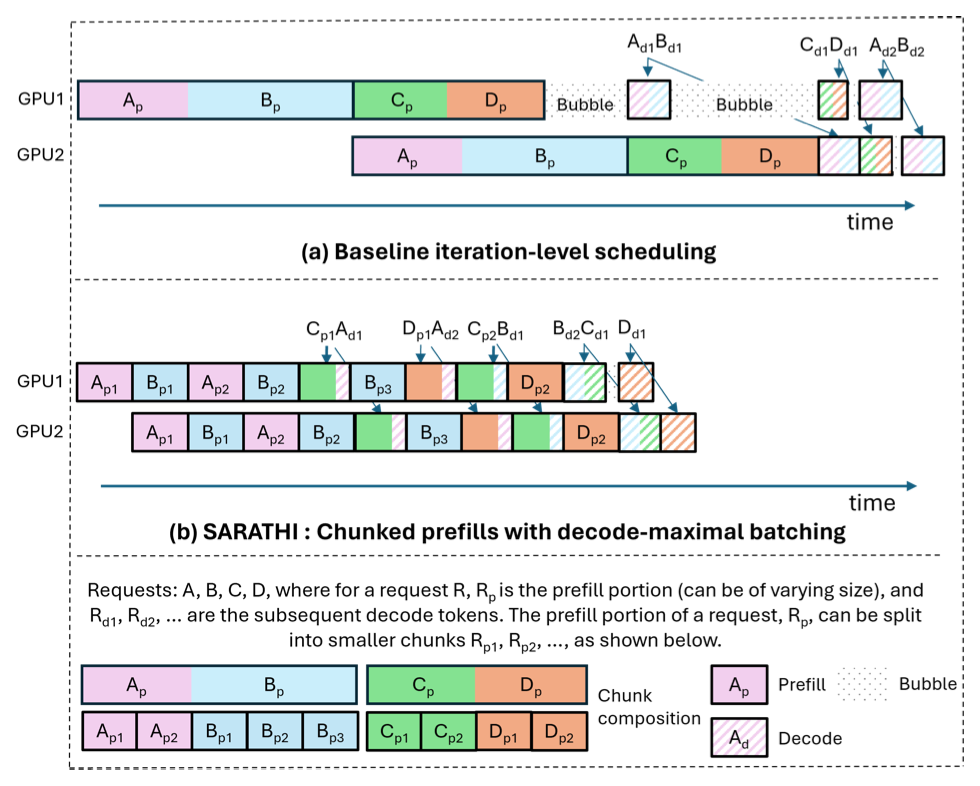 A_d1B_d1 C_d1D_d1 A_d2B_d2
GPU1 A_p B_p C_p D_p Bubble Bubble
GPU2 A_p B_p C_p D_p
time
(a) Baseline iteration-level scheduling
C_p1A_d1 D_p1A_d2 C_p2B_d1 B_d2C_d1 D_d1
GPU1 A_p1 B_p1 A_p2 B_p2 B_p3 D_p2
GPU2 A_p1 B_p1 A_p2 B_p2 B_p3 D_p2
time
(b) SARATHI : Chunked prefills with decode-maximal batching
Requests: A, B, C, D, where for a request R, R_p is the prefill portion (can be of varying size), and
R_d1, R_d2, ... are the subsequent decode tokens. The prefill portion of a request, R_p, can be split
into smaller chunks R_p1, R_p2, ..., as shown below.
A_p B_p C_p D_p
A_p1 A_p2 B_p1 B_p2 B_p3 C_p1 C_p2 D_p1 D_p2
Chunk
composition
A_p Prefill Bubble
A_d Decode